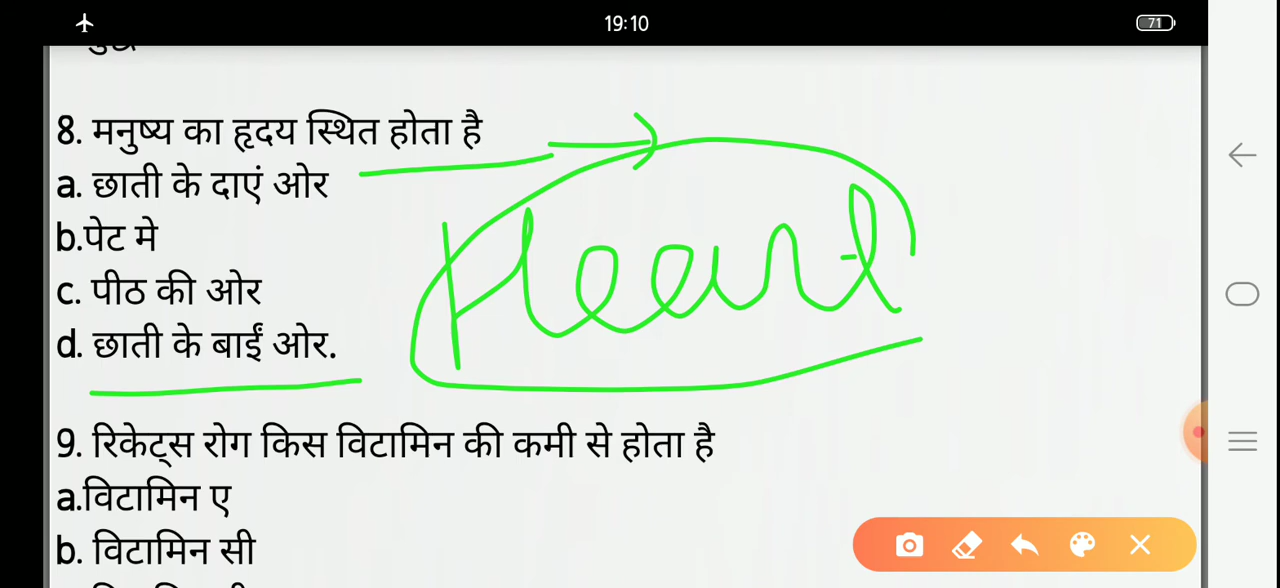 19:10
71
8. मनुष्य का हृदय स्थित होता है
a. छाती के दाएं ओर
b.पेट मे
c. पीठ की ओर
d. छाती के बाईं ओर.
Heart
9. रिकेट्स रोग किस विटामिन की कमी से होता है
a.विटामिन ए
b. विटामिन सी